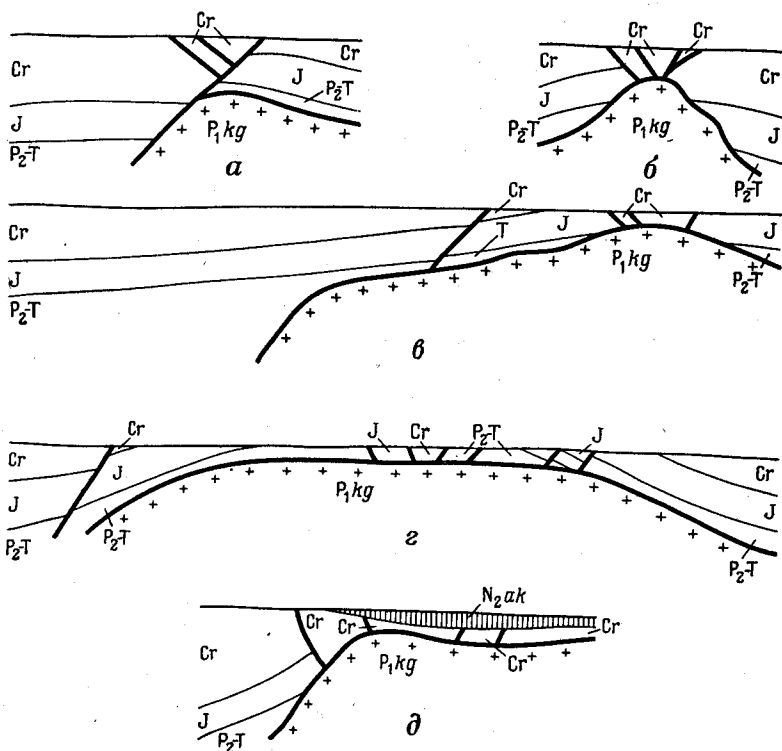 Cr
Cr Cr
Cr Cr Cr Cr
J J
P₂-T
J
P₂-T P₁kg P₂-T P₁kg J
а б P₂-T
Cr Cr
Cr J J
T
J P₁kg P₂-T
P₂-T
в
Cr J Cr P₂-T J
Cr J Cr
J P₁kg J
P₂-T P₂-T г P₂-T
N₂ak
Cr Cr Cr
Cr P₁kg Cr
J
P₂-T д